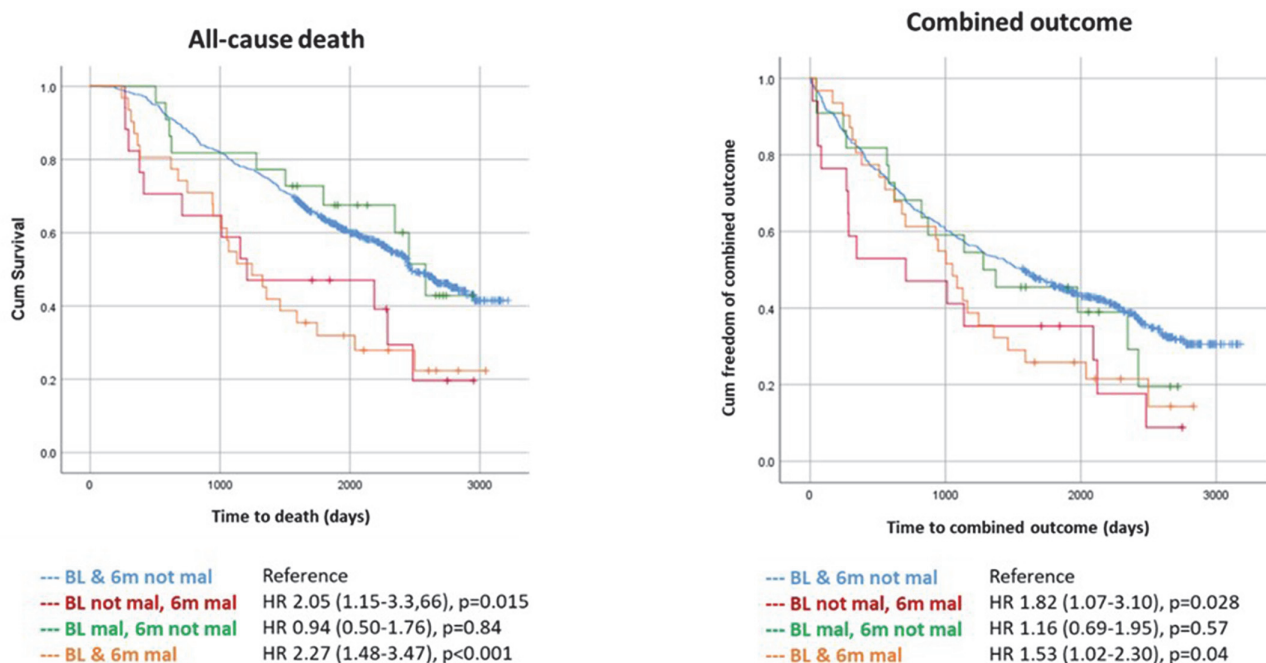 All-cause death
Cum Survival
1.0
0.8
0.6
0.4
0.2
0.0
0 1000 2000 3000
Time to death (days)
--- BL & 6m not mal Reference
--- BL not mal, 6m mal HR 2.05 (1.15-3.3,66), p=0.015
--- BL mal, 6m not mal HR 0.94 (0.50-1.76), p=0.84
--- BL & 6m mal HR 2.27 (1.48-3.47), p<0.001
Combined outcome
Cum freedom of combined outcome
1.0
0.8
0.6
0.4
0.2
0.0
0 1000 2000 3000
Time to combined outcome (days)
--- BL & 6m not mal Reference
--- BL not mal, 6m mal HR 1.82 (1.07-3.10), p=0.028
--- BL mal, 6m not mal HR 1.16 (0.69-1.95), p=0.57
--- BL & 6m mal HR 1.53 (1.02-2.30), p=0.04